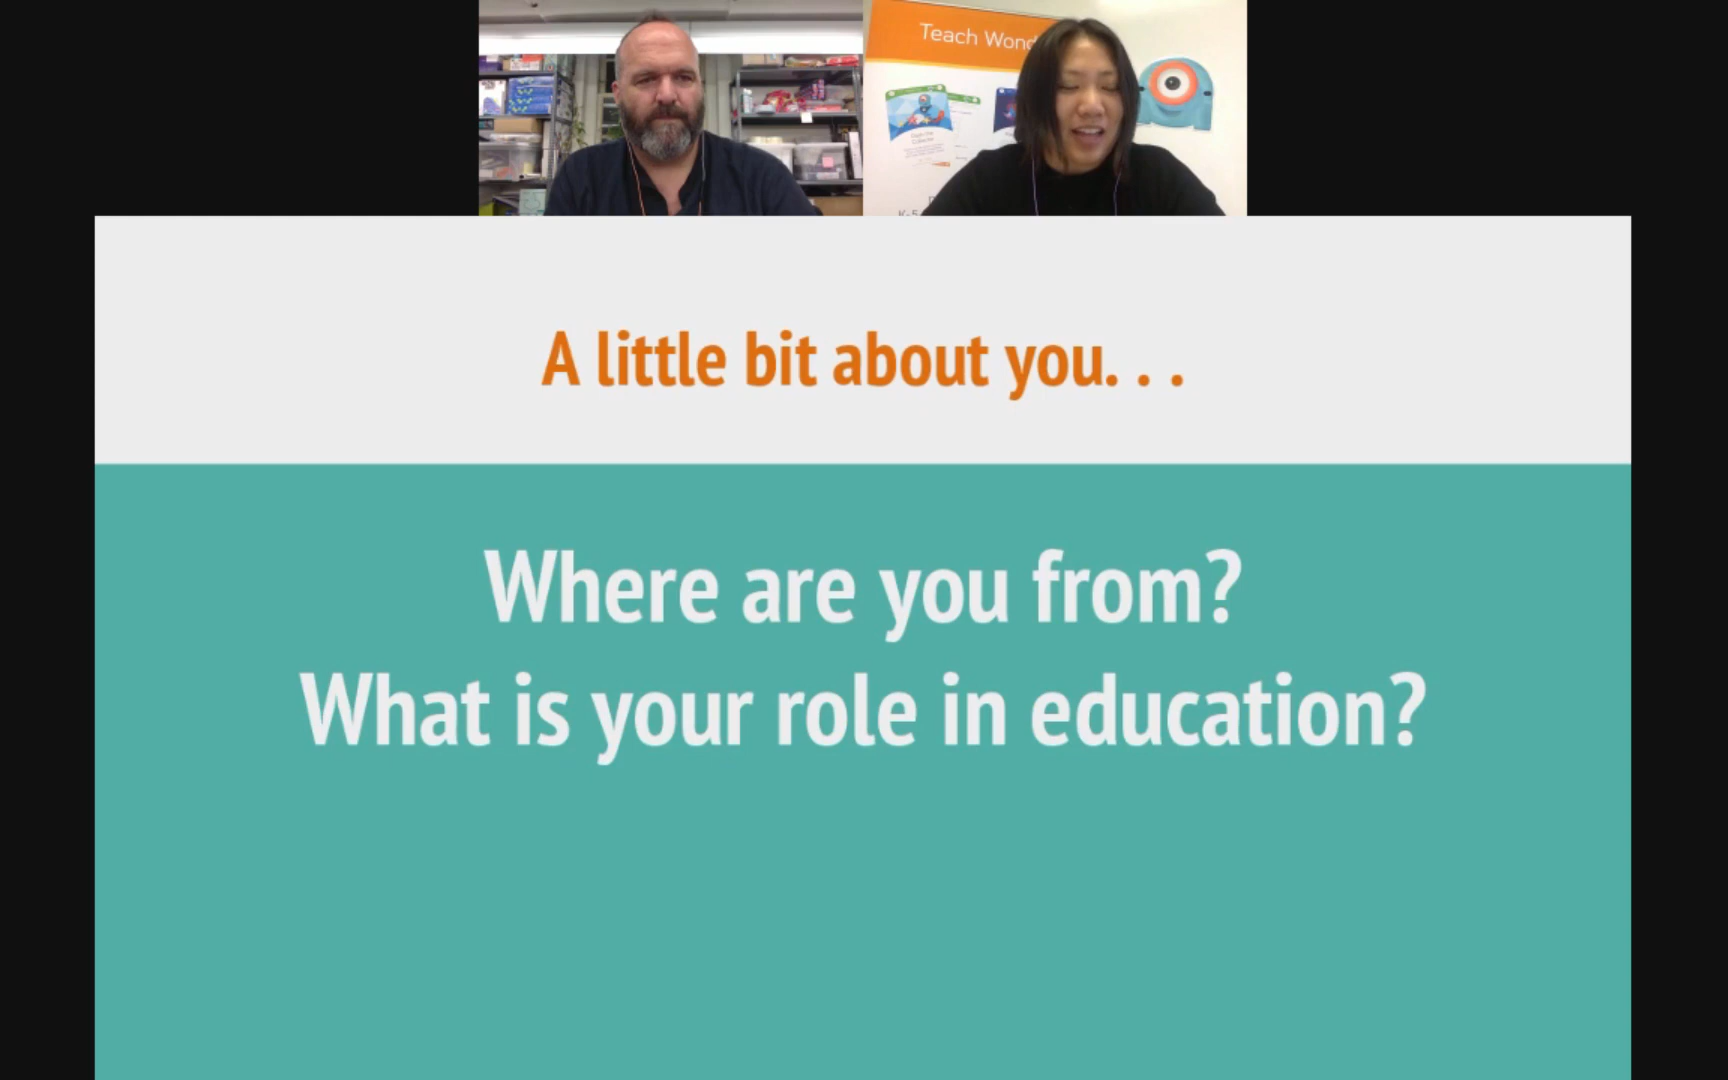 Teach Wond
A little bit about you. . .
Where are you from?
What is your role in education?